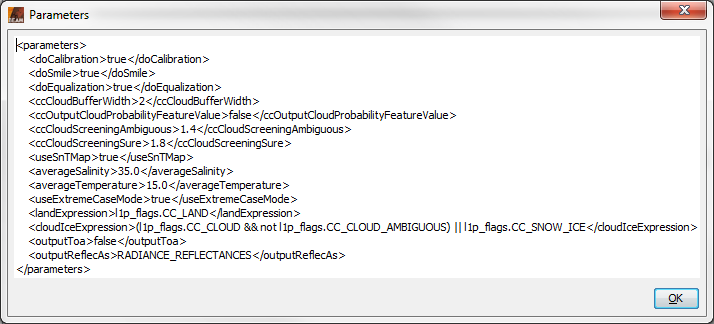 BEAM
Parameters
<parameters>
<doCalibration>true</doCalibration>
<doSmile>true</doSmile>
<doEqualization>true</doEqualization>
<ccCloudBufferWidth>2</ccCloudBufferWidth>
<ccOutputCloudProbabilityFeatureValue>false</ccOutputCloudProbabilityFeatureValue>
<ccCloudScreeningAmbiguous>1.4</ccCloudScreeningAmbiguous>
<ccCloudScreeningSure>1.8</ccCloudScreeningSure>
<useSnTMap>true</useSnTMap>
<averageSalinity>35.0</averageSalinity>
<averageTemperature>15.0</averageTemperature>
<useExtremeCaseMode>true</useExtremeCaseMode>
<landExpression>l1p_flags.CC_LAND</landExpression>
<cloudIceExpression>(l1p_flags.CC_CLOUD && not l1p_flags.CC_CLOUD_AMBIGUOUS) || l1p_flags.CC_SNOW_ICE</cloudIceExpression>
<outputToa>false</outputToa>
<outputReflecAs>RADIANCE_REFLECTANCES</outputReflecAs>
</parameters>
OK